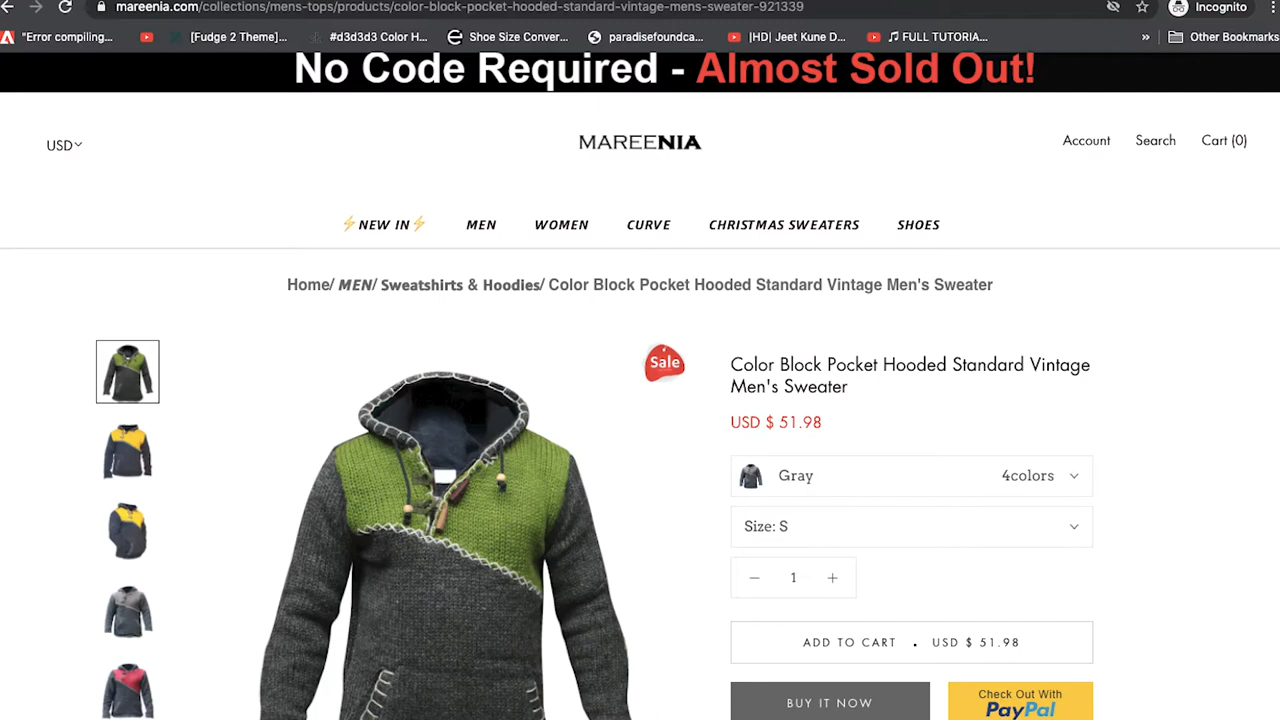 mareenia.com/collections/mens-tops/products/color-block-pocket-hooded-standard-vintage-mens-sweater-921339
Incognito
"Error compiling...
[Fudge 2 Theme]...
#d3d3d3 Color H...
Shoe Size Conver...
paradisefoundca...
|HD| Jeet Kune D...
♫ FULL TUTORIA...
»
Other Bookmarks
No Code Required - Almost Sold Out!
USD
MAREENIA
Account
Search
Cart (0)
⚡NEW IN⚡
MEN
WOMEN
CURVE
CHRISTMAS SWEATERS
SHOES
Home/ MEN/ Sweatshirts & Hoodies/ Color Block Pocket Hooded Standard Vintage Men's Sweater
Sale
Color Block Pocket Hooded Standard Vintage
Men's Sweater
USD $ 51.98
Gray
4colors
Size: S
− 1 +
ADD TO CART • USD $ 51.98
BUY IT NOW
Check Out With
PayPal